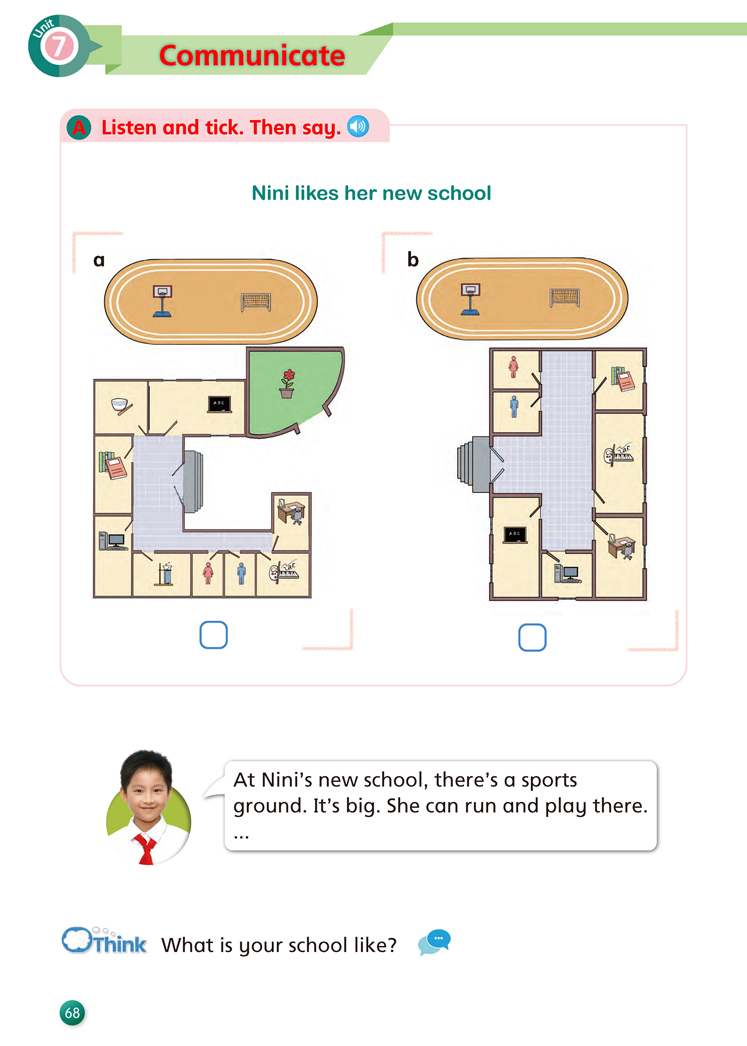 Unit
7
Communicate
A Listen and tick. Then say.
Nini likes her new school
a
b
A B C
A B C
At Nini's new school, there's a sports
ground. It's big. She can run and play there.
...
Think What is your school like?
68